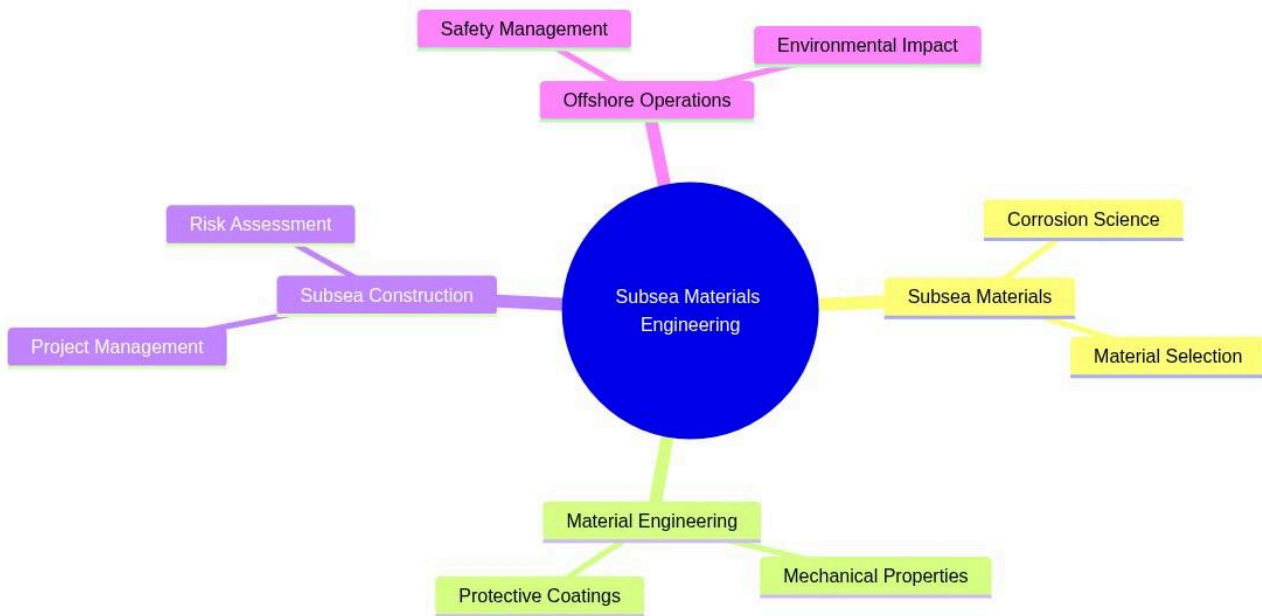 Safety Management
Environmental Impact
Offshore Operations
Risk Assessment
Corrosion Science
Subsea Construction
Subsea Materials
Engineering
Subsea Materials
Project Management
Material Selection
Material Engineering
Mechanical Properties
Protective Coatings